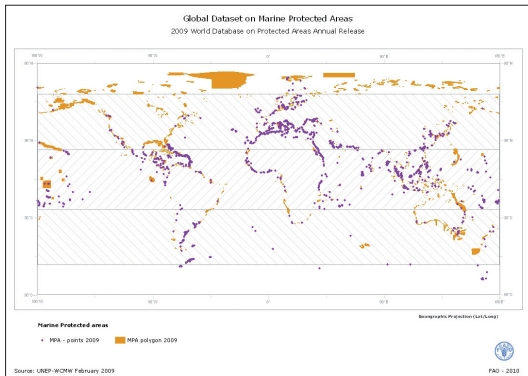 Global Dataset on Marine Protected Areas
2009 World Database on Protected Areas Annual Release
Geographic Projection (Lat/Long)
Marine Protected areas
MPA - points 2009 MPA polygon 2009
Source: UNEP-WCMW February 2009
FAO - 2010